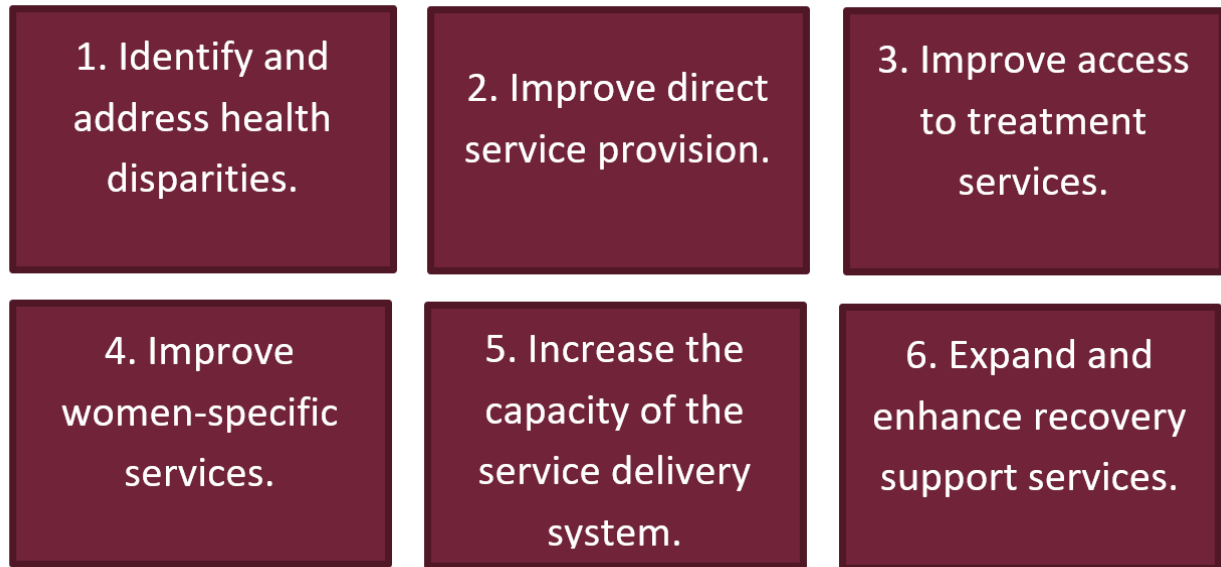 1. Identify and
address health
disparities.
2. Improve direct
service provision.
3. Improve access
to treatment
services.
4. Improve
women-specific
services.
5. Increase the
capacity of the
service delivery
system.
6. Expand and
enhance recovery
support services.